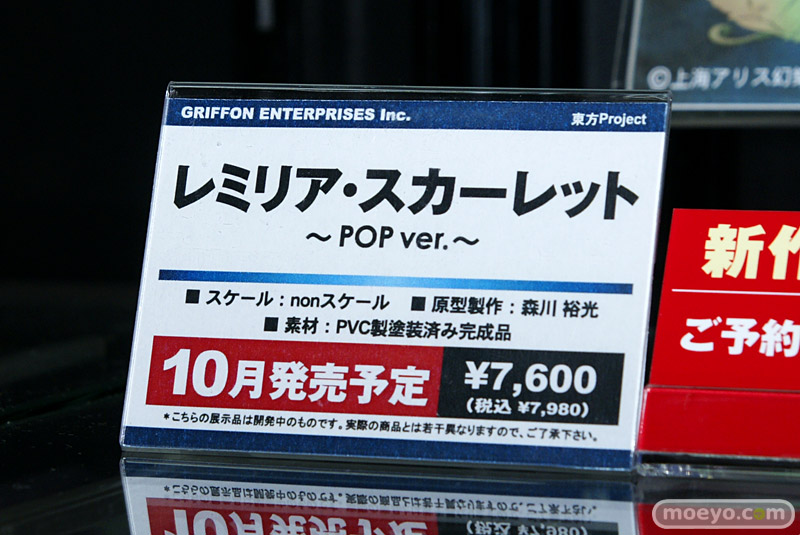 ©上海アリス幻
GRIFFON ENTERPRISES Inc.
東方Project
レミリア・スカーレット
～POP ver.～
■ スケール：nonスケール ■ 原型製作：森川 裕光
■ 素材：PVC製塗装済み完成品
10月発売予定
¥7,600
(税込 ¥7,980)
＊こちらの展示品は開発中のものです。実際の商品とは若干異なりますので、ご了承下さい。
新作
ご予約
moeyo.com